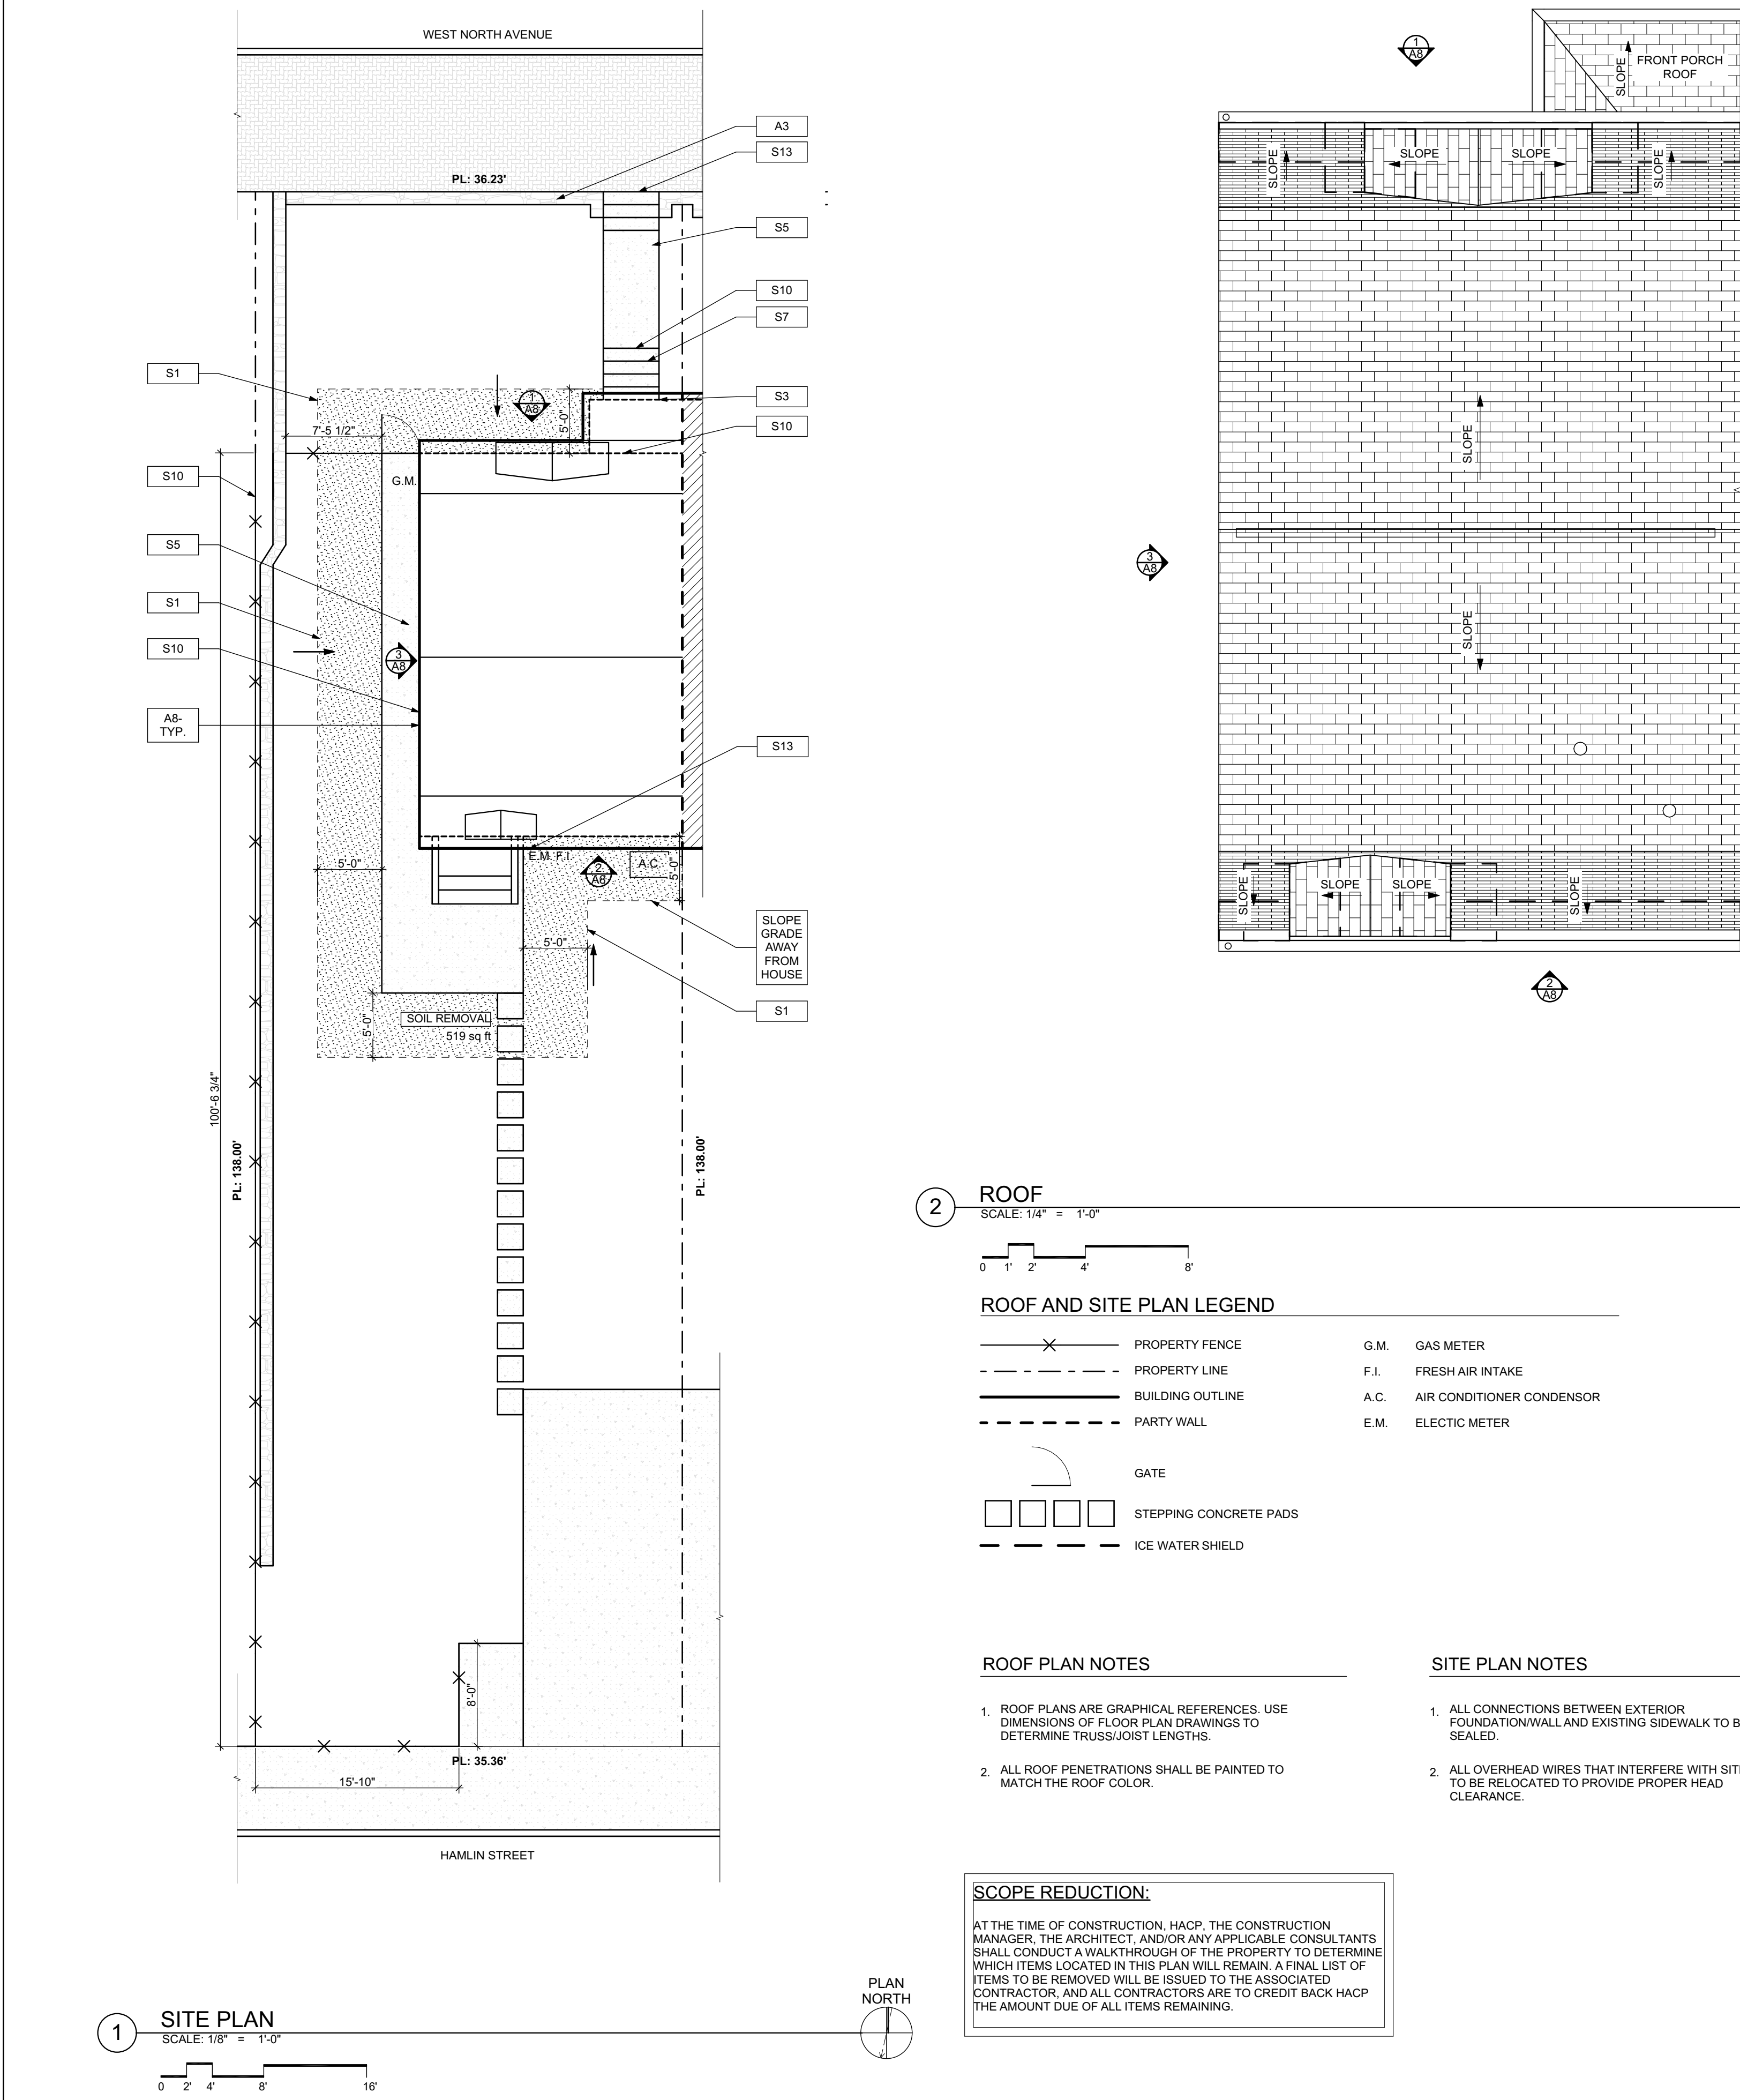 WEST NORTH AVENUE
A3
S13
PL: 36.23'
S5
S10
S7
S1
S3
1
A8
5'-0"
7'-5 1/2"
S10
S10
G.M.
S5
S1
3
A8
S10
A8-
TYP.
S13
E.M. F.I.
2
A8
A.C.
5'-0"
5'-0"
SLOPE
GRADE
AWAY
FROM
HOUSE
5'-0"
S1
5'-0"
SOIL REMOVAL
519 sq ft
100'-6 3/4"
PL: 138.00'
PL: 138.00'
8'-0"
PL: 35.36'
15'-10"
HAMLIN STREET
1
SITE PLAN
SCALE: 1/8" = 1'-0"
0 2' 4' 8' 16'
PLAN
NORTH
1
A8
SLOPE
FRONT PORCH
ROOF
SLOPE
SLOPE
SLOPE
SLOPE
SLOPE
3
A8
SLOPE
SLOPE
SLOPE
SLOPE
SLOPE
2
A8
2
ROOF
SCALE: 1/4" = 1'-0"
0 1' 2' 4' 8'
ROOF AND SITE PLAN LEGEND
PROPERTY FENCE
PROPERTY LINE
BUILDING OUTLINE
PARTY WALL
GATE
STEPPING CONCRETE PADS
ICE WATER SHIELD
G.M. GAS METER
F.I. FRESH AIR INTAKE
A.C. AIR CONDITIONER CONDENSOR
E.M. ELECTIC METER
ROOF PLAN NOTES
1. ROOF PLANS ARE GRAPHICAL REFERENCES. USE
DIMENSIONS OF FLOOR PLAN DRAWINGS TO
DETERMINE TRUSS/JOIST LENGTHS.
2. ALL ROOF PENETRATIONS SHALL BE PAINTED TO
MATCH THE ROOF COLOR.
SITE PLAN NOTES
1. ALL CONNECTIONS BETWEEN EXTERIOR
FOUNDATION/WALL AND EXISTING SIDEWALK TO
SEALED.
2. ALL OVERHEAD WIRES THAT INTERFERE WITH
TO BE RELOCATED TO PROVIDE PROPER HEAD
CLEARANCE.
SCOPE REDUCTION:
AT THE TIME OF CONSTRUCTION, HACP, THE CONSTRUCTION
MANAGER, THE ARCHITECT, AND/OR ANY APPLICABLE CONSULTANTS
SHALL CONDUCT A WALKTHROUGH OF THE PROPERTY TO DETERMINE
WHICH ITEMS LOCATED IN THIS PLAN WILL REMAIN. A FINAL LIST OF
ITEMS TO BE REMOVED WILL BE ISSUED TO THE ASSOCIATED
CONTRACTOR, AND ALL CONTRACTORS ARE TO CREDIT BACK HACP
THE AMOUNT DUE OF ALL ITEMS REMAINING.